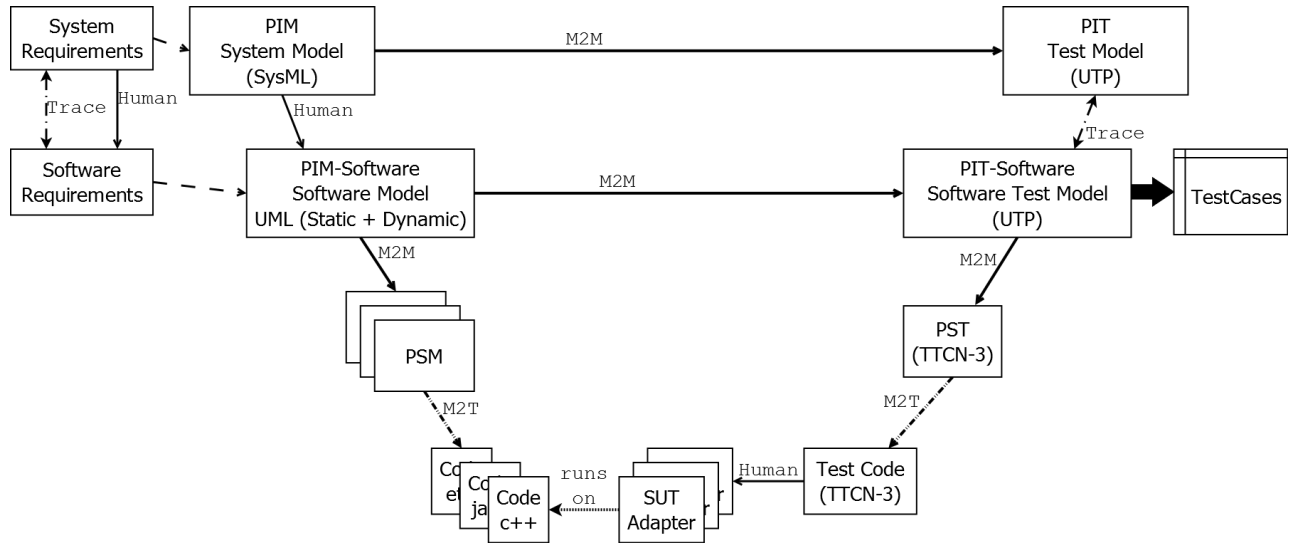 System
Requirements
PIM
System Model
(SysML)
M2M
PIT
Test Model
(UTP)
Trace
Human
Human
Trace
Software
Requirements
PIM-Software
Software Model
UML (Static + Dynamic)
M2M
PIT-Software
Software Test Model
(UTP)
TestCases
M2M
M2M
PSM
PST
(TTCN-3)
M2T
M2T
Code
c++
runs
on
SUT
Adapter
Human
Test Code
(TTCN-3)